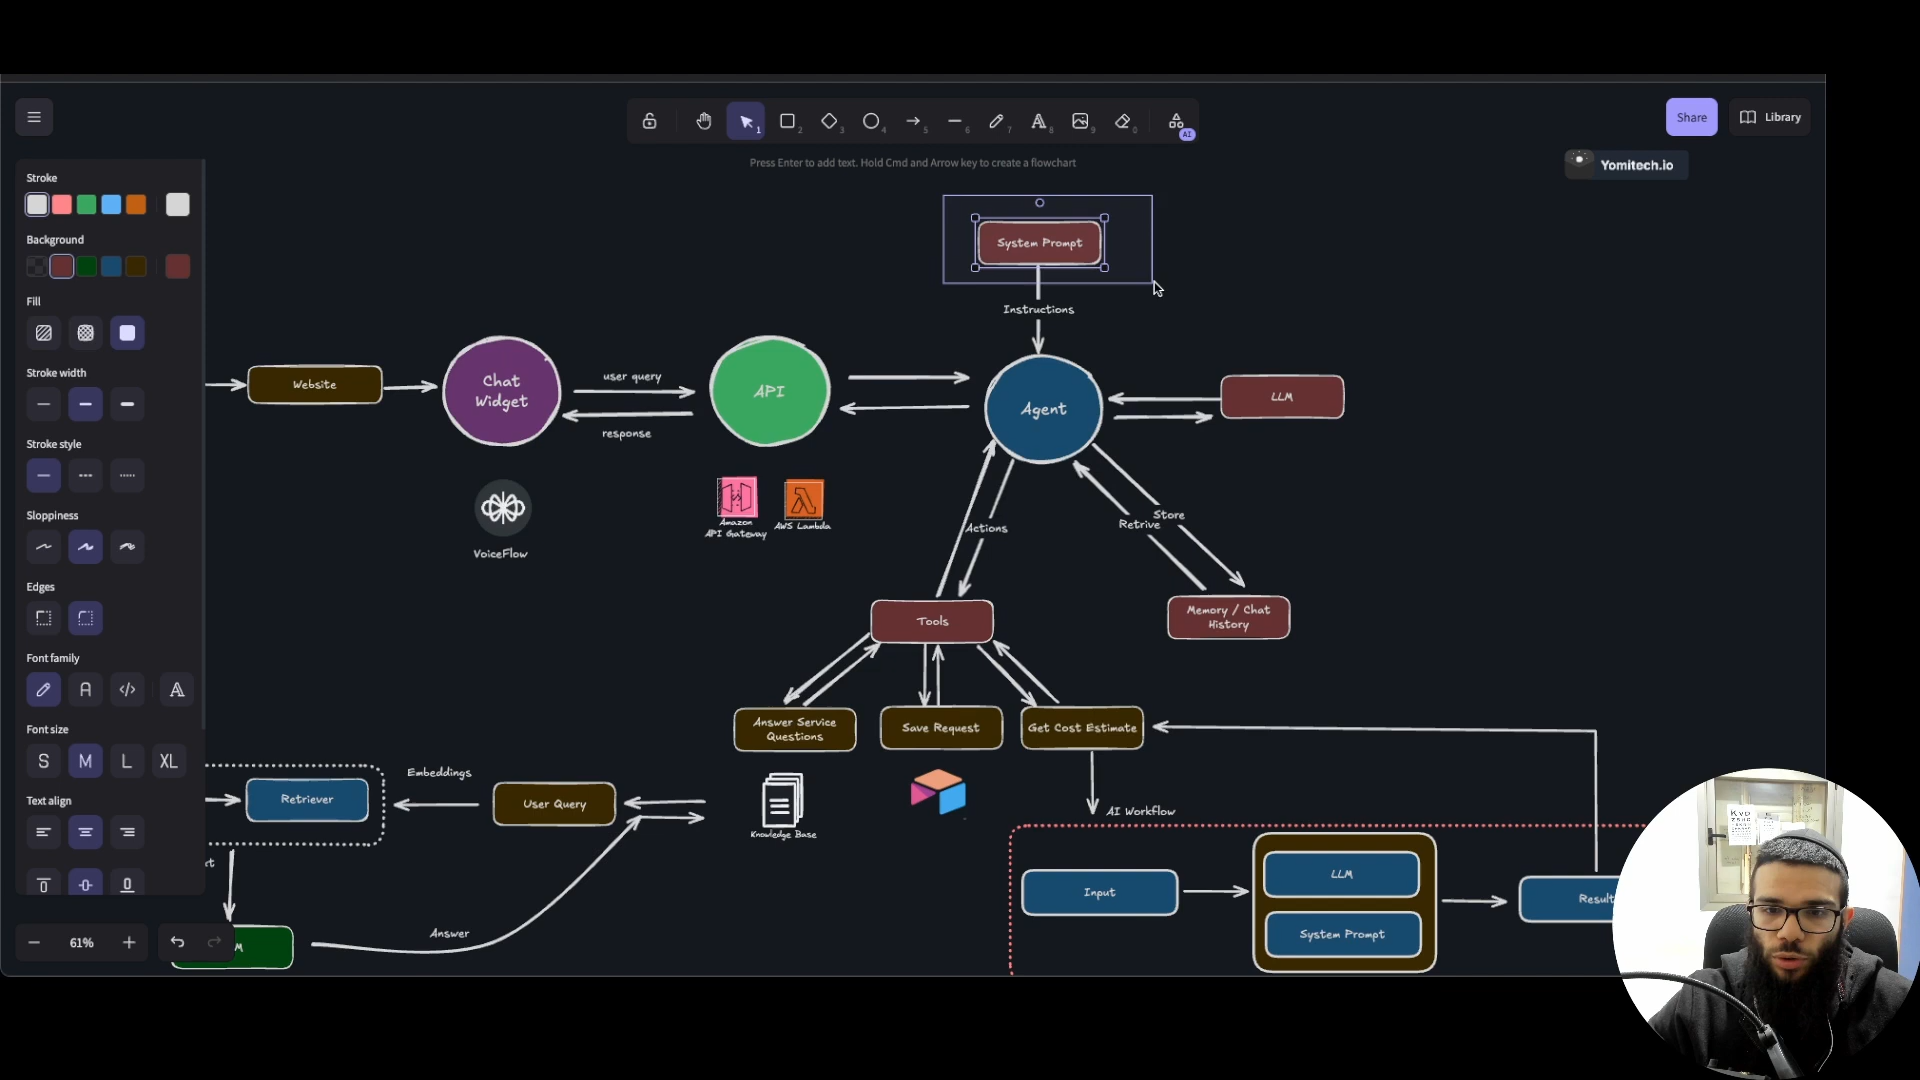 Share
Library
Press Enter to add text. Hold Cmd and Arrow key to create a flowchart
Yomitech.io
Stroke
Background
Fill
Stroke width
Stroke style
Sloppiness
Edges
Font family
Font size
S M L XL
Text align
61%
System Prompt
Instructions
Website
Chat
Widget
user query
response
API
Agent
LLM
VoiceFlow
Amazon
API Gateway
AWS Lambda
Actions
Store
Retrive
Tools
Memory / Chat
History
Answer Service
Questions
Save Request
Get Cost Estimate
Embeddings
Retriever
User Query
Knowledge Base
AI Workflow
Answer
Input
LLM
System Prompt
Result